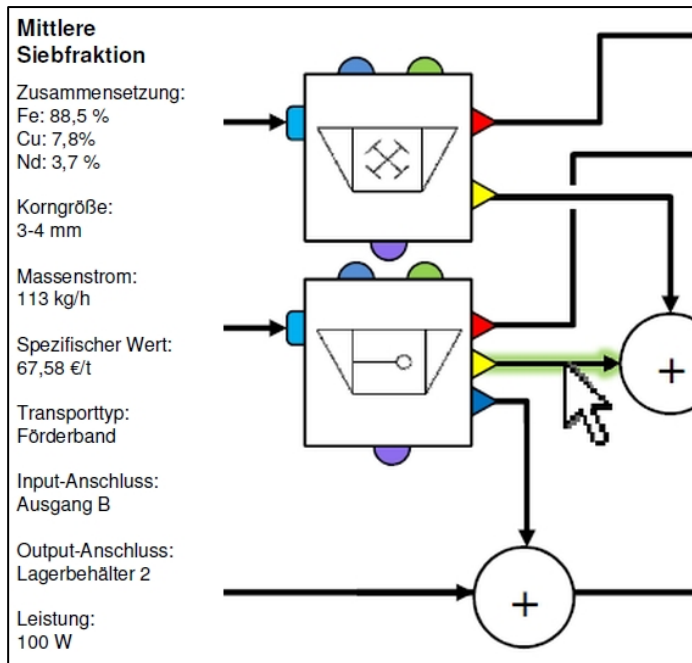 Mittlere
Siebfraktion
Zusammensetzung:
Fe: 88,5 %
Cu: 7,8%
Nd: 3,7 %
Korngröße:
3-4 mm
Massenstrom:
113 kg/h
Spezifischer Wert:
67,58 €/t
Transporttyp:
Förderband
Input-Anschluss:
Ausgang B
Output-Anschluss:
Lagerbehälter 2
Leistung:
100 W
+
+